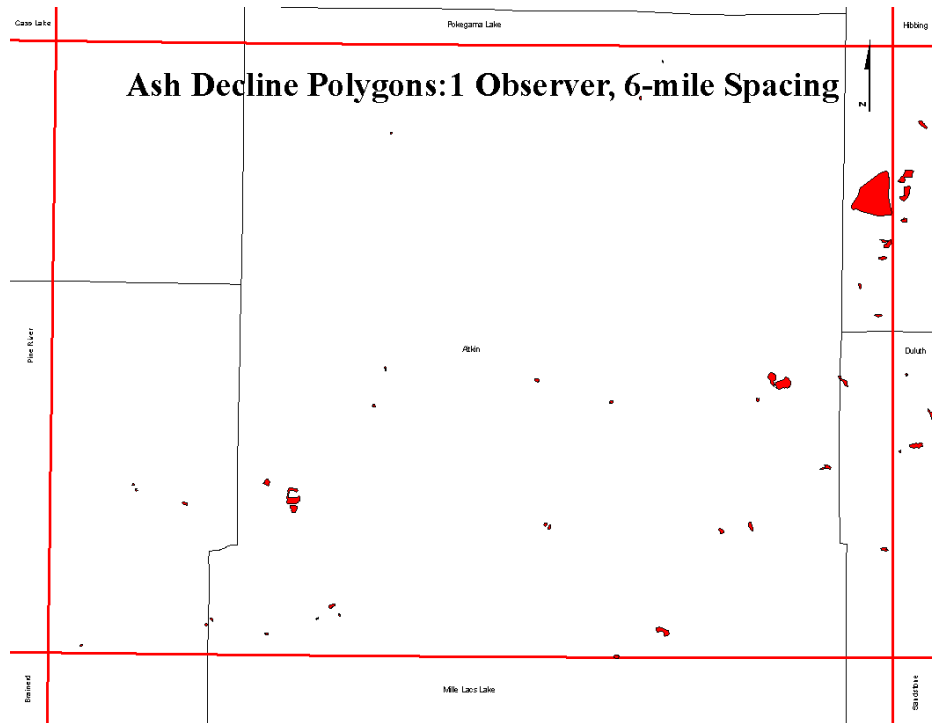 Cass Lake
Pokegama Lake
Hibbing
Ash Decline Polygons:1 Observer, 6-mile Spacing
N
Pine River
Aitkin
Duluth
Brainerd
Mille Lacs Lake
Sandstone